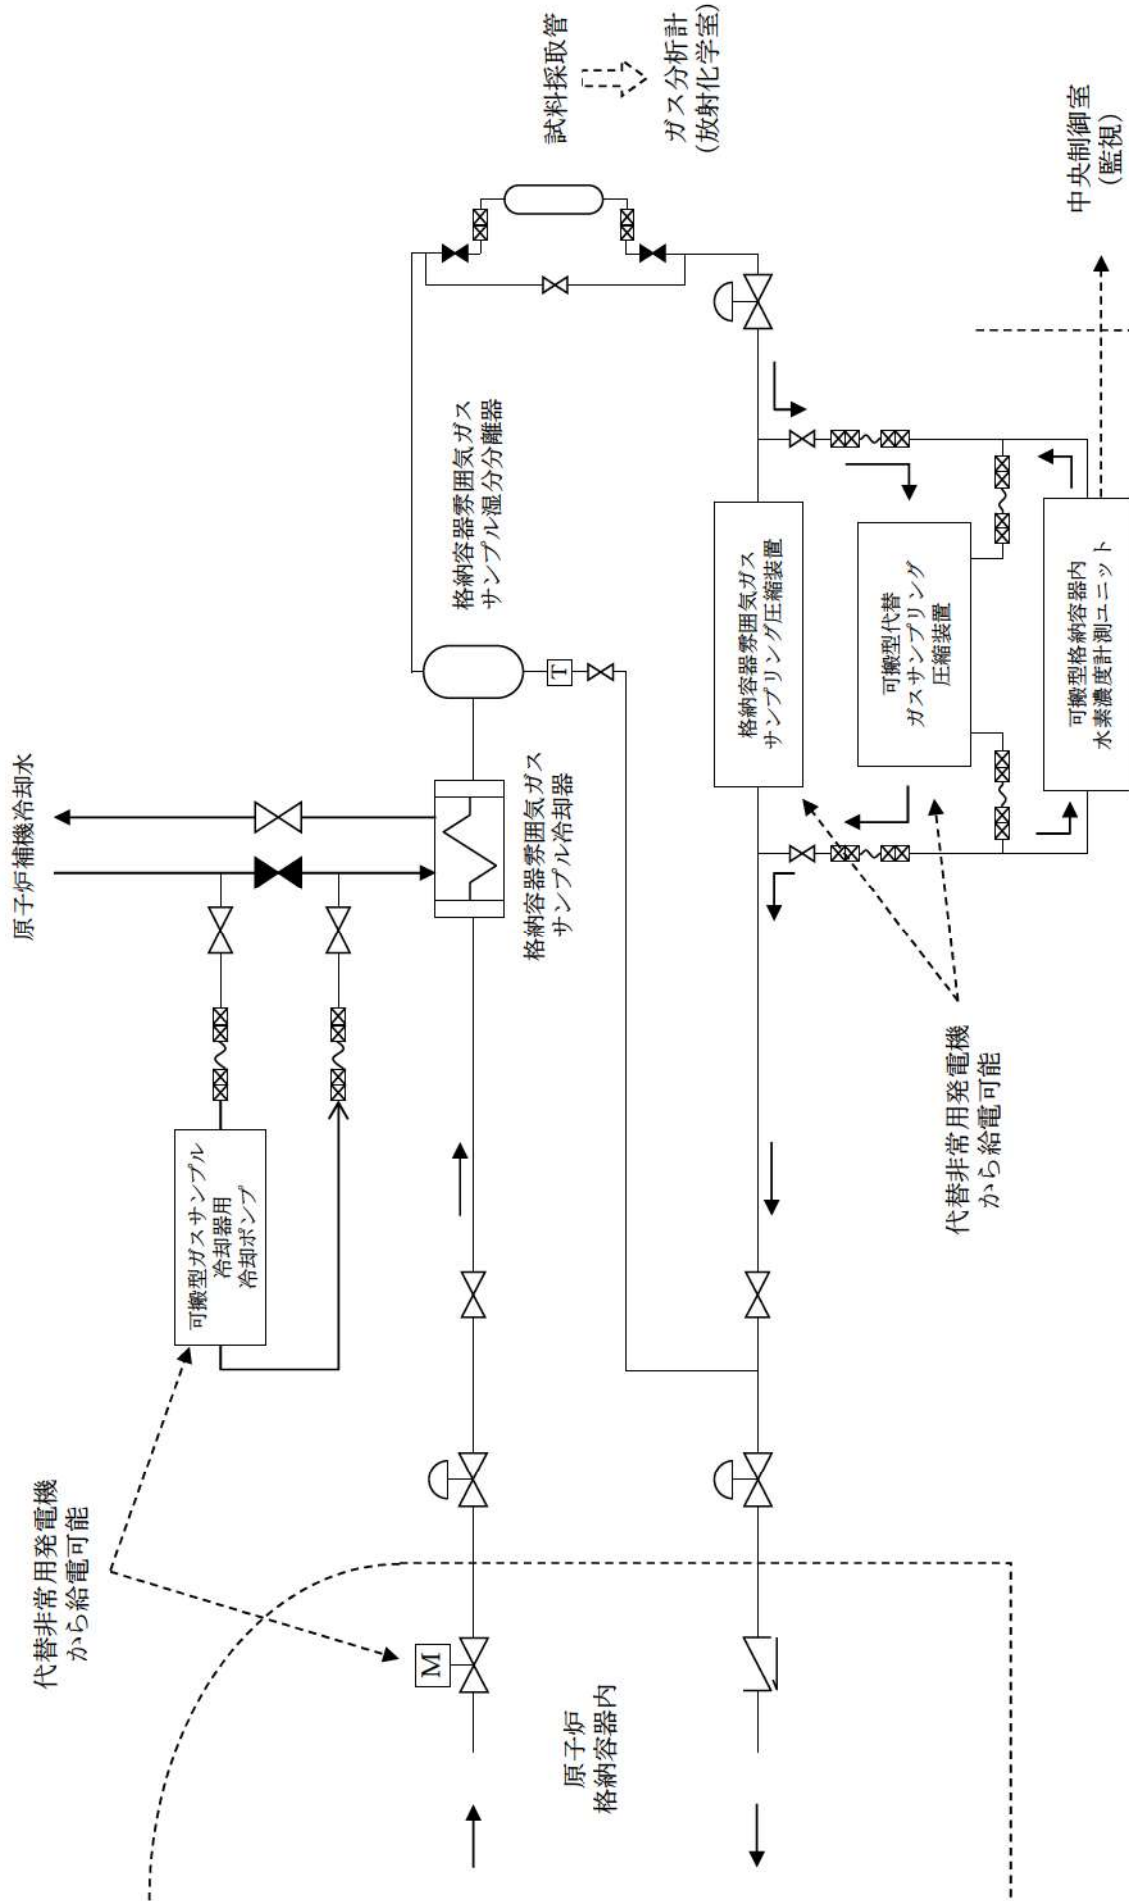 試料採取管
ガス分析計
(放射化学室)
中央制御室
(監視)
格納容器雰囲気ガス
サンプル湿分分離器
T
格納容器雰囲気ガス
サンプリング圧縮装置
可搬型代替
ガスサンプリング
圧縮装置
可搬型格納容器内
水素濃度計測ユニット
原子炉補機冷却水
格納容器雰囲気ガス
サンプル冷却器
可搬型ガスサンプル
冷却器用
冷却ポンプ
代替非常用発電機
から給電可能
代替非常用発電機
から給電可能
M
原子炉
格納容器内